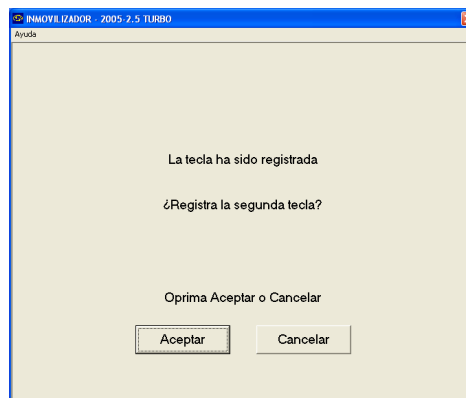 INMOVILIZADOR - 2005-2.5 TURBO
Ayuda
La tecla ha sido registrada
¿Registra la segunda tecla?
Oprima Aceptar o Cancelar
Aceptar Cancelar